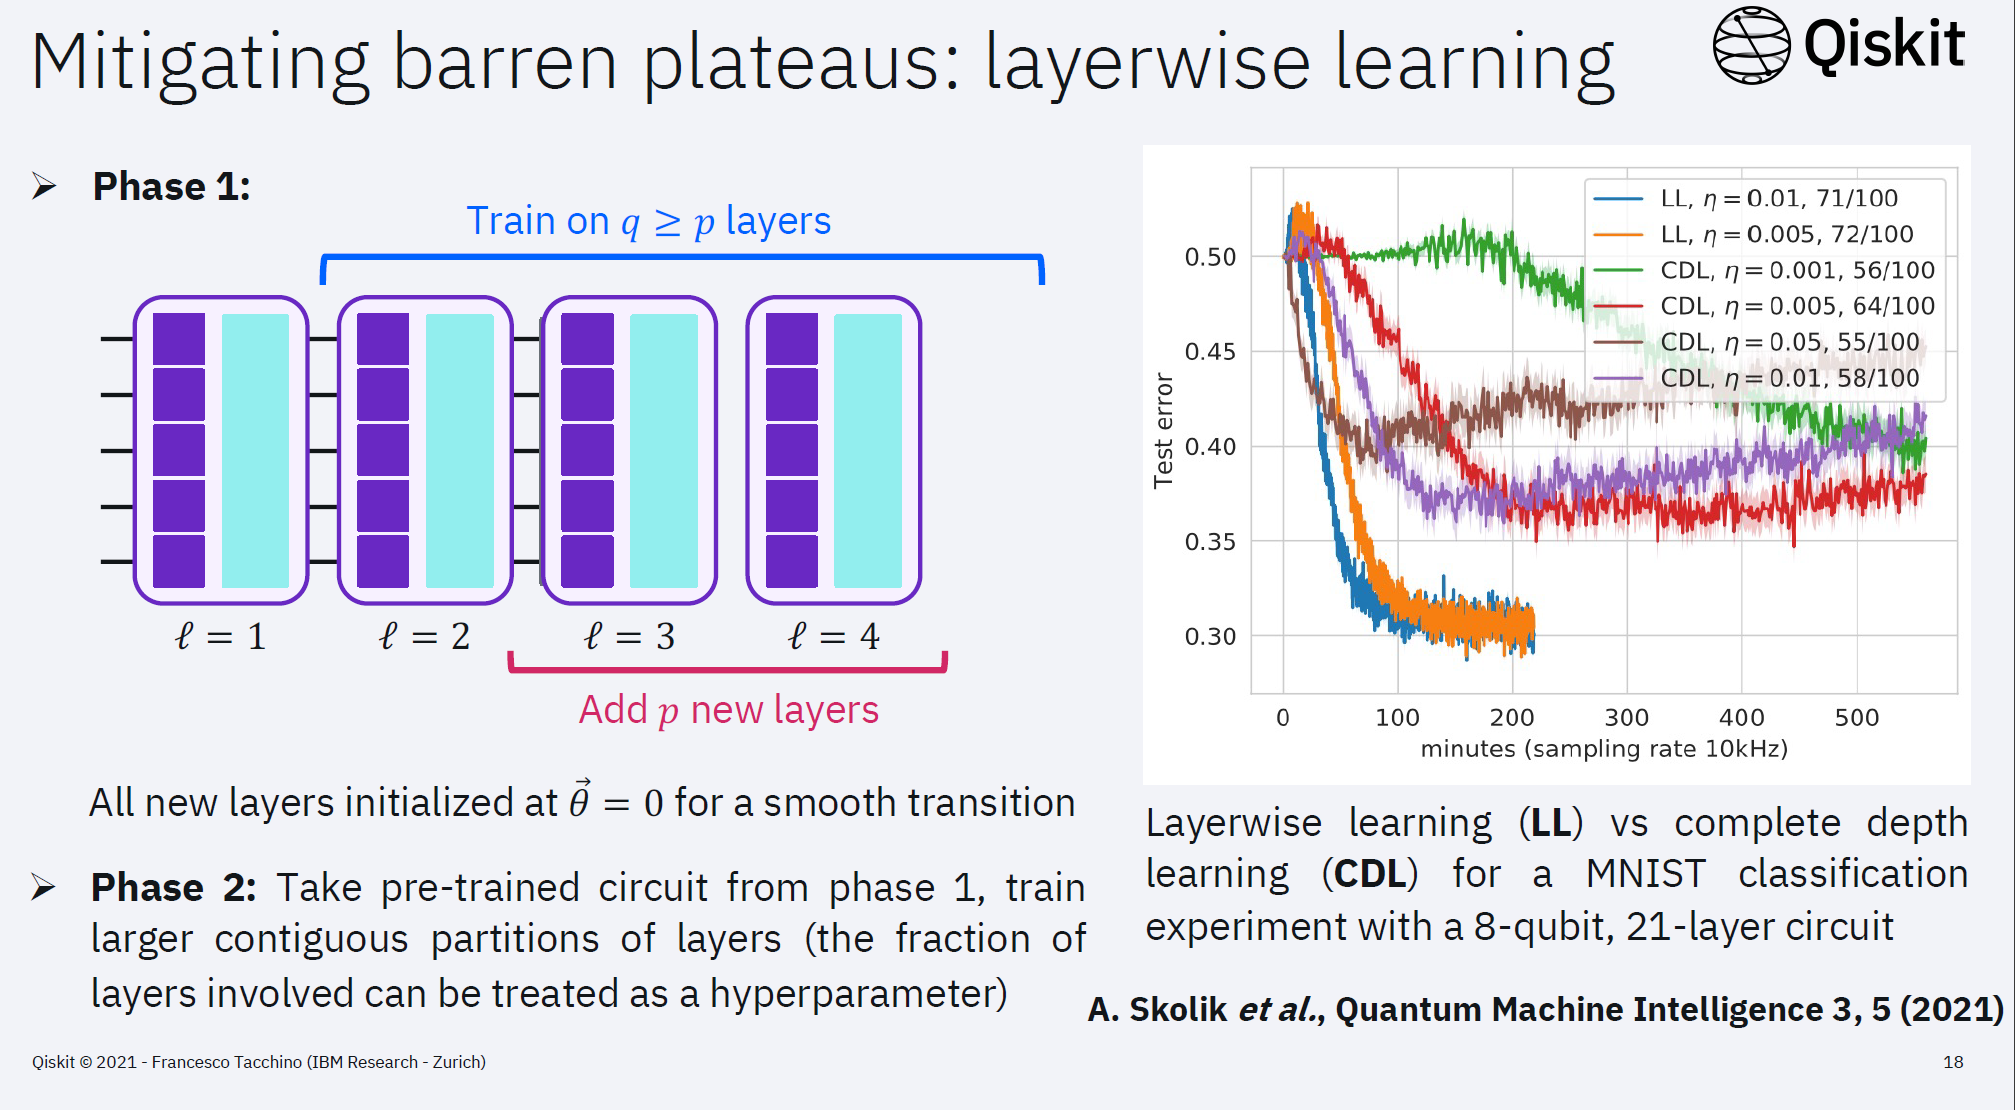 Mitigating barren plateaus: layerwise learning
Qiskit
➢ Phase 1:
Train on q ≥ p layers
ℓ = 1
ℓ = 2
ℓ = 3
ℓ = 4
Add p new layers
All new layers initialized at θ⃗ = 0 for a smooth transition
➢ Phase 2: Take pre-trained circuit from phase 1, train
larger contiguous partitions of layers (the fraction of
layers involved can be treated as a hyperparameter)
LL, η = 0.01, 71/100
LL, η = 0.005, 72/100
CDL, η = 0.001, 56/100
CDL, η = 0.005, 64/100
CDL, η = 0.05, 55/100
CDL, η = 0.01, 58/100
Test error
0.50
0.45
0.40
0.35
0.30
0 100 200 300 400 500
minutes (sampling rate 10kHz)
Layerwise learning (LL) vs complete depth
learning (CDL) for a MNIST classification
experiment with a 8-qubit, 21-layer circuit
A. Skolik et al., Quantum Machine Intelligence 3, 5 (2021)
Qiskit © 2021 - Francesco Tacchino (IBM Research - Zurich)
18